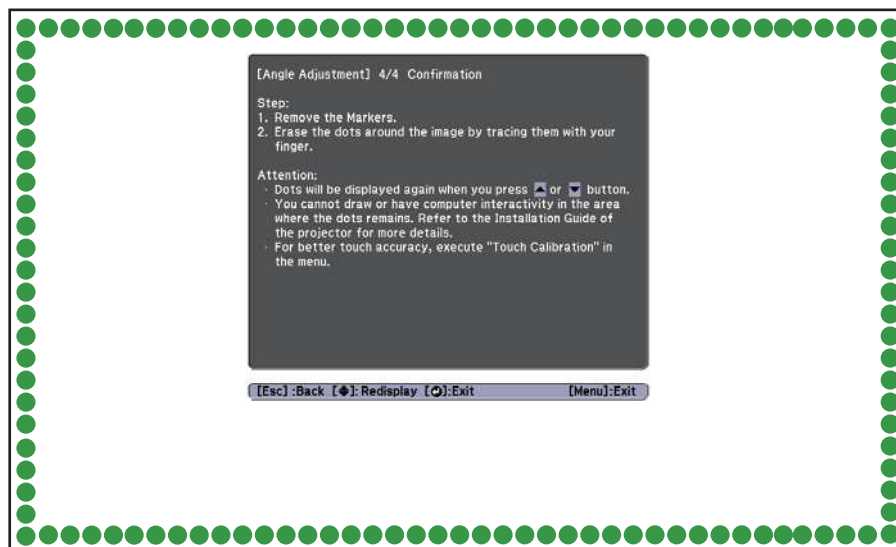 [Angle Adjustment] 4/4 Confirmation
Step:
1. Remove the Markers.
2. Erase the dots around the image by tracing them with your
finger.
Attention:
· Dots will be displayed again when you press ▲ or ▼ button.
· You cannot draw or have computer interactivity in the area
where the dots remains. Refer to the Installation Guide of
the projector for more details.
· For better touch accuracy, execute "Touch Calibration" in
the menu.
[Esc] :Back [◆]: Redisplay [⏎]:Exit [Menu]:Exit